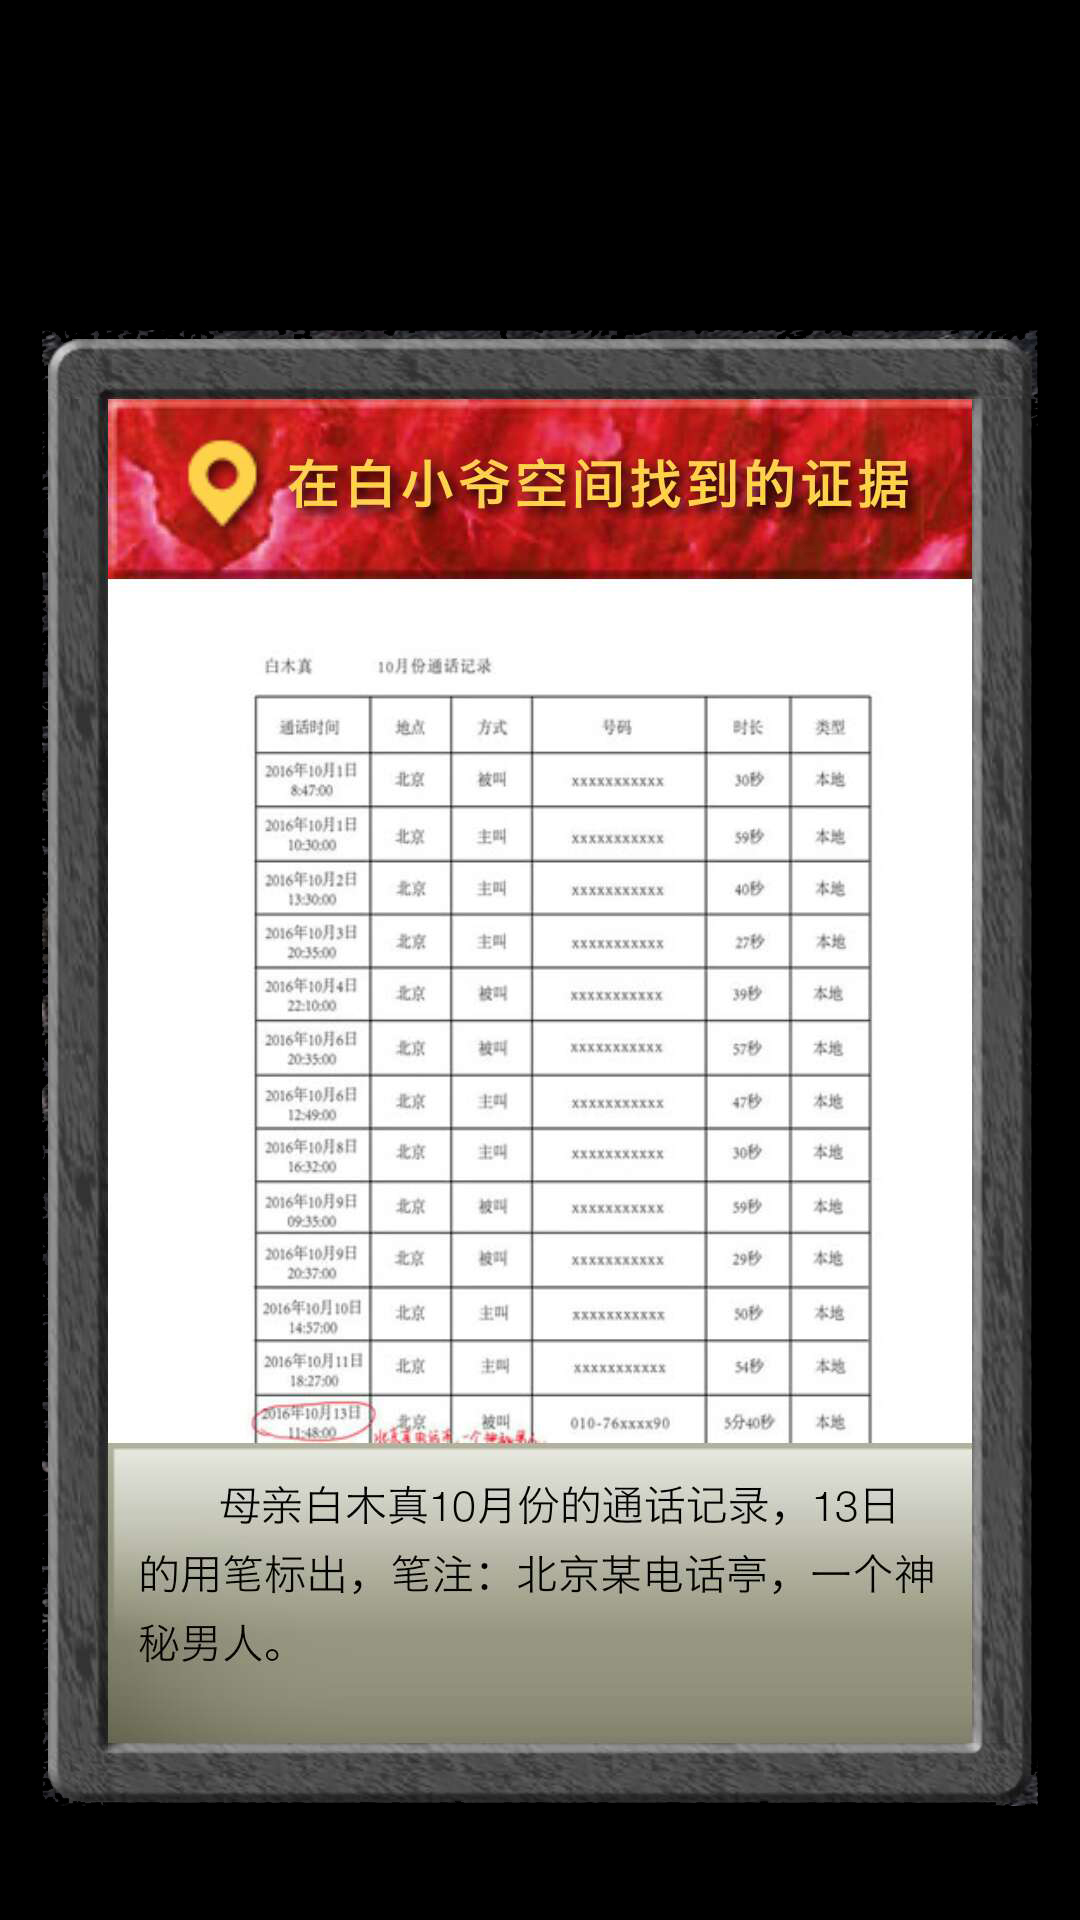 在白小爷空间找到的证据
白木真 10月份通话记录
通话时间 地点 方式 号码 时长 类型
2016年10月1日 8:47:00 北京 被叫 xxxxxxxxxxx 30秒 本地
2016年10月1日 10:30:00 北京 主叫 xxxxxxxxxxx 59秒 本地
2016年10月2日 13:30:00 北京 主叫 xxxxxxxxxxx 40秒 本地
2016年10月3日 20:35:00 北京 主叫 xxxxxxxxxxx 27秒 本地
2016年10月4日 22:10:00 北京 被叫 xxxxxxxxxxx 39秒 本地
2016年10月6日 20:35:00 北京 被叫 xxxxxxxxxxx 57秒 本地
2016年10月6日 12:49:00 北京 主叫 xxxxxxxxxxx 47秒 本地
2016年10月8日 16:32:00 北京 主叫 xxxxxxxxxxx 30秒 本地
2016年10月9日 09:35:00 北京 被叫 xxxxxxxxxxx 59秒 本地
2016年10月9日 20:37:00 北京 被叫 xxxxxxxxxxx 29秒 本地
2016年10月10日 14:57:00 北京 主叫 xxxxxxxxxxx 50秒 本地
2016年10月11日 18:27:00 北京 主叫 xxxxxxxxxxx 54秒 本地
2016年10月13日 11:48:00 北京 被叫 010-76xxxx90 5分40秒 本地
母亲白木真10月份的通话记录，13日
的用笔标出，笔注：北京某电话亭，一个神
秘男人。